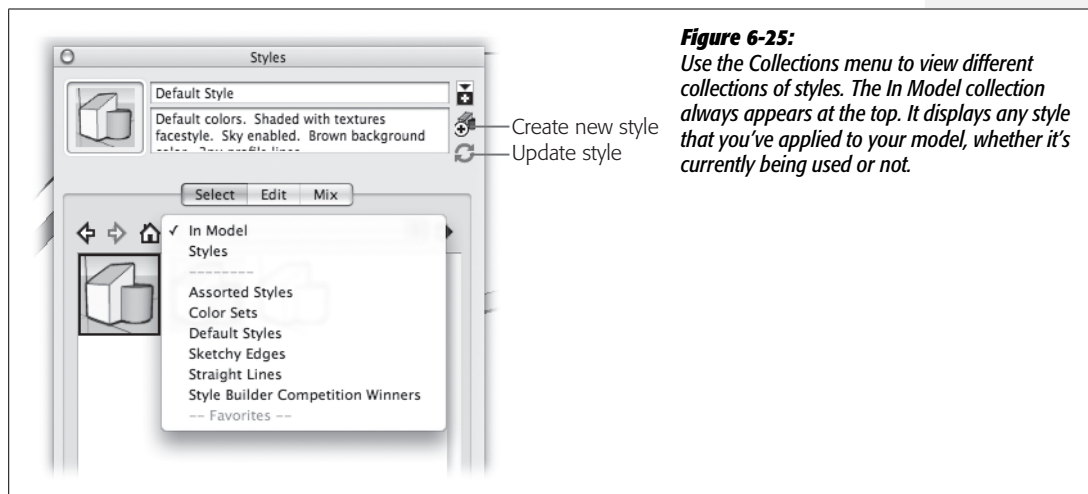 Styles
Default Style
Default colors. Shaded with textures
facestyle. Sky enabled. Brown background
Create new style
Update style
Select Edit Mix
✓ In Model
Styles
--------
Assorted Styles
Color Sets
Default Styles
Sketchy Edges
Straight Lines
Style Builder Competition Winners
-- Favorites --
Figure 6-25:
Use the Collections menu to view different
collections of styles. The In Model collection
always appears at the top. It displays any style
that you’ve applied to your model, whether it’s
currently being used or not.